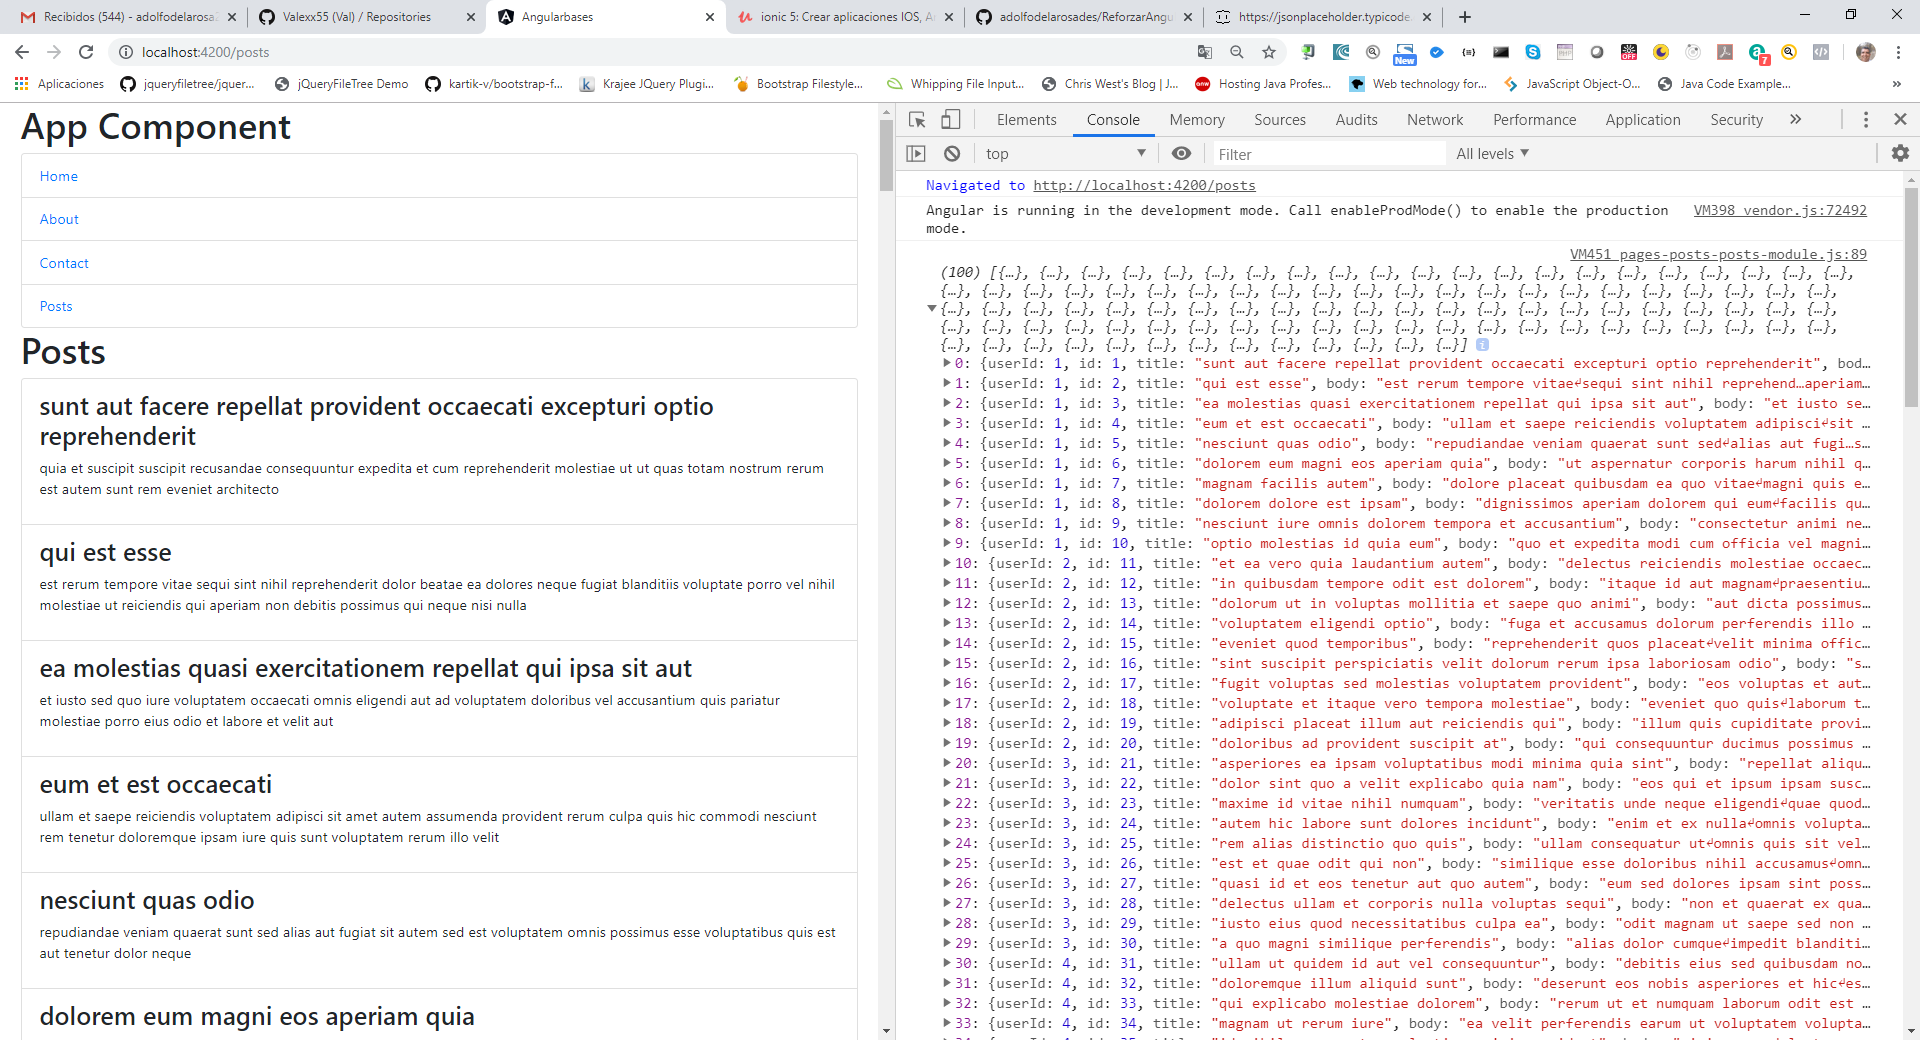 Recibidos (544) - adolfodelarosa2
Valexx55 (Val) / Repositories
Angularbases
ionic 5: Crear aplicaciones IOS, A
adolfodelarosades/ReforzarAngu
https://jsonplaceholder.typicode.
localhost:4200/posts
New
OFF
7
Aplicaciones
jqueryfiletree/jquer...
jQueryFileTree Demo
kartik-v/bootstrap-f...
Krajee JQuery Plugi...
Bootstrap Filestyle...
Whipping File Input...
Chris West's Blog | J...
Hosting Java Profes...
Web technology for...
JavaScript Object-O...
Java Code Example...
»
App Component
Home
About
Contact
Posts
Posts
sunt aut facere repellat provident occaecati excepturi optio
reprehenderit
quia et suscipit suscipit recusandae consequuntur expedita et cum reprehenderit molestiae ut ut quas totam nostrum rerum
est autem sunt rem eveniet architecto
qui est esse
est rerum tempore vitae sequi sint nihil reprehenderit dolor beatae ea dolores neque fugiat blanditiis voluptate porro vel nihil
molestiae ut reiciendis qui aperiam non debitis possimus qui neque nisi nulla
ea molestias quasi exercitationem repellat qui ipsa sit aut
et iusto sed quo iure voluptatem occaecati omnis eligendi aut ad voluptatem doloribus vel accusantium quis pariatur
molestiae porro eius odio et labore et velit aut
eum et est occaecati
ullam et saepe reiciendis voluptatem adipisci sit amet autem assumenda provident rerum culpa quis hic commodi nesciunt
rem tenetur doloremque ipsam iure quis sunt voluptatem rerum illo velit
nesciunt quas odio
repudiandae veniam quaerat sunt sed alias aut fugiat sit autem sed est voluptatem omnis possimus esse voluptatibus quis est
aut tenetur dolor neque
dolorem eum magni eos aperiam quia
Elements Console Memory Sources Audits Network Performance Application Security »
top Filter All levels
Navigated to http://localhost:4200/posts
Angular is running in the development mode. Call enableProdMode() to enable the production VM398 vendor.js:72492
mode.
VM451 pages-posts-posts-module.js:89
(100) [{…}, {…}, {…}, {…}, {…}, {…}, {…}, {…}, {…}, {…}, {…}, {…}, {…}, {…}, {…}, {…}, {…}, {…}, {…}, {…}, {…},
{…}, {…}, {…}, {…}, {…}, {…}, {…}, {…}, {…}, {…}, {…}, {…}, {…}, {…}, {…}, {…}, {…}, {…}, {…}, {…}, {…}, {…},
{…}, {…}, {…}, {…}, {…}, {…}, {…}, {…}, {…}, {…}, {…}, {…}, {…}, {…}, {…}, {…}, {…}, {…}, {…}, {…}, {…}, {…},
{…}, {…}, {…}, {…}, {…}, {…}, {…}, {…}, {…}, {…}, {…}, {…}, {…}, {…}, {…}, {…}, {…}, {…}, {…}, {…}, {…}, {…},
{…}, {…}, {…}, {…}, {…}, {…}, {…}, {…}, {…}, {…}, {…}, {…}, {…}]
0: {userId: 1, id: 1, title: "sunt aut facere repellat provident occaecati excepturi optio reprehenderit", bod…
1: {userId: 1, id: 2, title: "qui est esse", body: "est rerum tempore vitae↵sequi sint nihil reprehend…aperiam…
2: {userId: 1, id: 3, title: "ea molestias quasi exercitationem repellat qui ipsa sit aut", body: "et iusto se…
3: {userId: 1, id: 4, title: "eum et est occaecati", body: "ullam et saepe reiciendis voluptatem adipisci↵sit …
4: {userId: 1, id: 5, title: "nesciunt quas odio", body: "repudiandae veniam quaerat sunt sed↵alias aut fugi…s…
5: {userId: 1, id: 6, title: "dolorem eum magni eos aperiam quia", body: "ut aspernatur corporis harum nihil q…
6: {userId: 1, id: 7, title: "magnam facilis autem", body: "dolore placeat quibusdam ea quo vitae↵magni quis e…
7: {userId: 1, id: 8, title: "dolorem dolore est ipsam", body: "dignissimos aperiam dolorem qui eum↵facilis qu…
8: {userId: 1, id: 9, title: "nesciunt iure omnis dolorem tempora et accusantium", body: "consectetur animi ne…
9: {userId: 1, id: 10, title: "optio molestias id quia eum", body: "quo et expedita modi cum officia vel magni…
10: {userId: 2, id: 11, title: "et ea vero quia laudantium autem", body: "delectus reiciendis molestiae occaec…
11: {userId: 2, id: 12, title: "in quibusdam tempore odit est dolorem", body: "itaque id aut magnam↵praesentiu…
12: {userId: 2, id: 13, title: "dolorum ut in voluptas mollitia et saepe quo animi", body: "aut dicta possimus…
13: {userId: 2, id: 14, title: "voluptatem eligendi optio", body: "fuga et accusamus dolorum perferendis illo …
14: {userId: 2, id: 15, title: "eveniet quod temporibus", body: "reprehenderit quos placeat↵velit minima offic…
15: {userId: 2, id: 16, title: "sint suscipit perspiciatis velit dolorum rerum ipsa laboriosam odio", body: "s…
16: {userId: 2, id: 17, title: "fugit voluptas sed molestias voluptatem provident", body: "eos voluptas et aut…
17: {userId: 2, id: 18, title: "voluptate et itaque vero tempora molestiae", body: "eveniet quo quis↵laborum t…
18: {userId: 2, id: 19, title: "adipisci placeat illum aut reiciendis qui", body: "illum quis cupiditate provi…
19: {userId: 2, id: 20, title: "doloribus ad provident suscipit at", body: "qui consequuntur ducimus possimus …
20: {userId: 3, id: 21, title: "asperiores ea ipsam voluptatibus modi minima quia sint", body: "repellat aliqu…
21: {userId: 3, id: 22, title: "dolor sint quo a velit explicabo quia nam", body: "eos qui et ipsum ipsam susc…
22: {userId: 3, id: 23, title: "maxime id vitae nihil numquam", body: "veritatis unde neque eligendi↵quae quod…
23: {userId: 3, id: 24, title: "autem hic labore sunt dolores incidunt", body: "enim et ex nulla↵omnis volupta…
24: {userId: 3, id: 25, title: "rem alias distinctio quo quis", body: "ullam consequatur ut↵omnis quis sit vel…
25: {userId: 3, id: 26, title: "est et quae odit qui non", body: "similique esse doloribus nihil accusamus↵omn…
26: {userId: 3, id: 27, title: "quasi id et eos tenetur aut quo autem", body: "eum sed dolores ipsam sint poss…
27: {userId: 3, id: 28, title: "delectus ullam et corporis nulla voluptas sequi", body: "non et quaerat ex qua…
28: {userId: 3, id: 29, title: "iusto eius quod necessitatibus culpa ea", body: "odit magnam ut saepe sed non …
29: {userId: 3, id: 30, title: "a quo magni similique perferendis", body: "alias dolor cumque↵impedit blanditi…
30: {userId: 4, id: 31, title: "ullam ut quidem id aut vel consequuntur", body: "debitis eius sed quibusdam no…
31: {userId: 4, id: 32, title: "doloremque illum aliquid sunt", body: "deserunt eos nobis asperiores et hic↵es…
32: {userId: 4, id: 33, title: "qui explicabo molestiae dolorem", body: "rerum ut et numquam laborum odit est …
33: {userId: 4, id: 34, title: "magnam ut rerum iure", body: "ea velit perferendis earum ut voluptatem volupta…